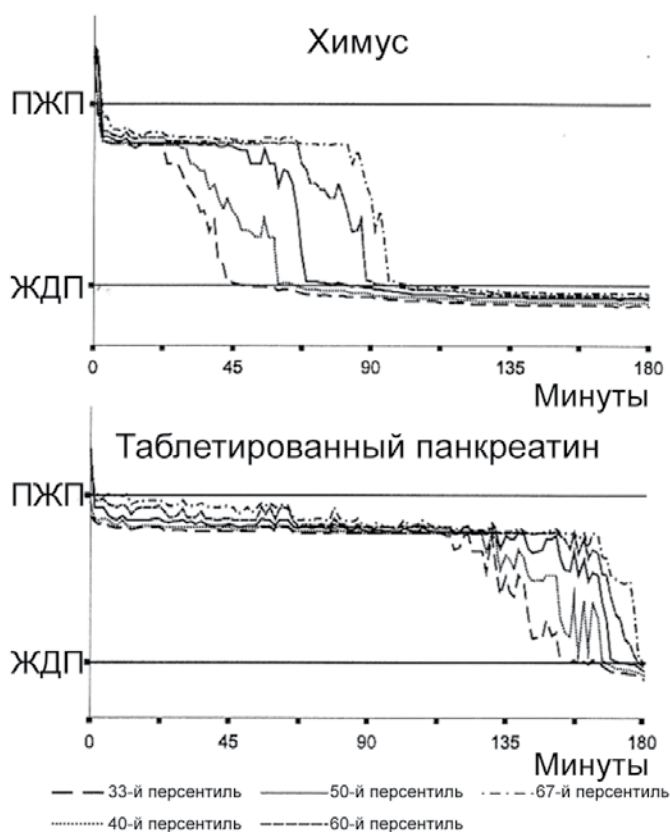 Химус
ПЖП
ЖДП
0 45 90 135 180
Минуты
Таблетированный панкреатин
ПЖП
ЖДП
0 45 90 135 180
Минуты
33-й персентиль 50-й персентиль 67-й персентиль
40-й персентиль 60-й персентиль